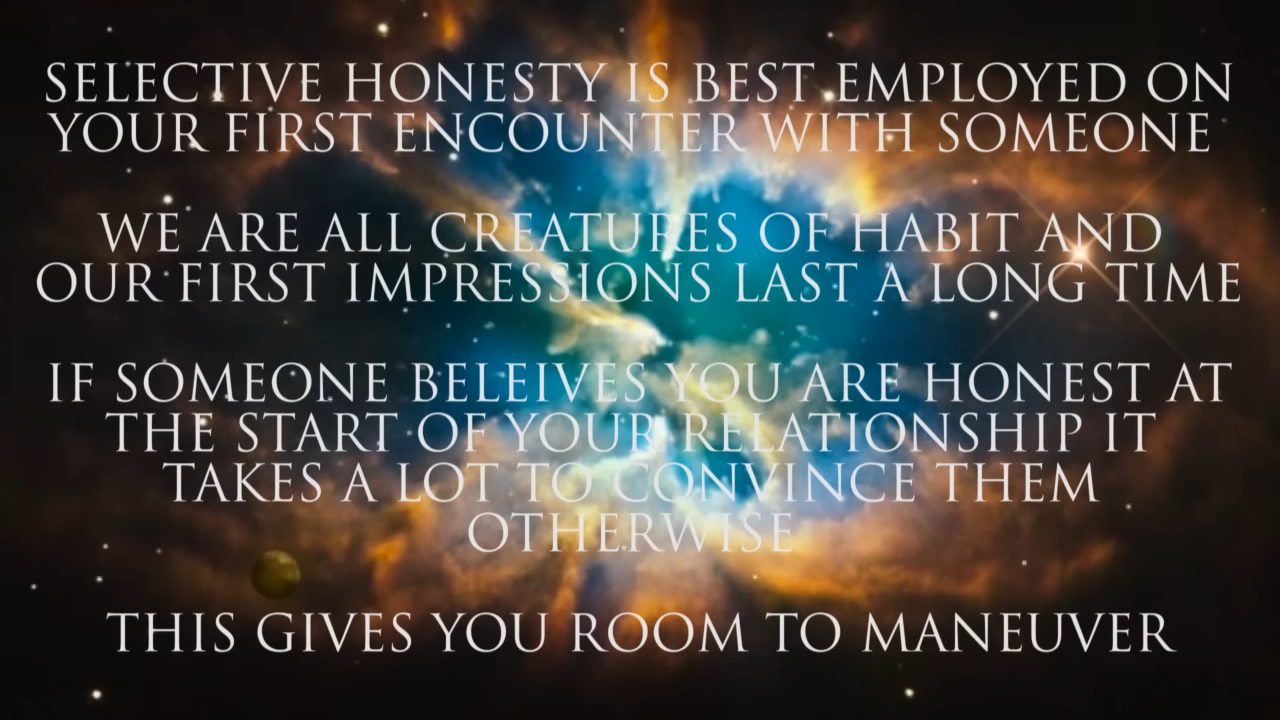 SELECTIVE HONESTY IS BEST EMPLOYED ON
YOUR FIRST ENCOUNTER WITH SOMEONE
WE ARE ALL CREATURES OF HABIT AND
OUR FIRST IMPRESSIONS LAST A LONG TIME
IF SOMEONE BELEIVES YOU ARE HONEST AT
THE START OF YOUR RELATIONSHIP IT
TAKES A LOT TO CONVINCE THEM
OTHERWISE
THIS GIVES YOU ROOM TO MANEUVER